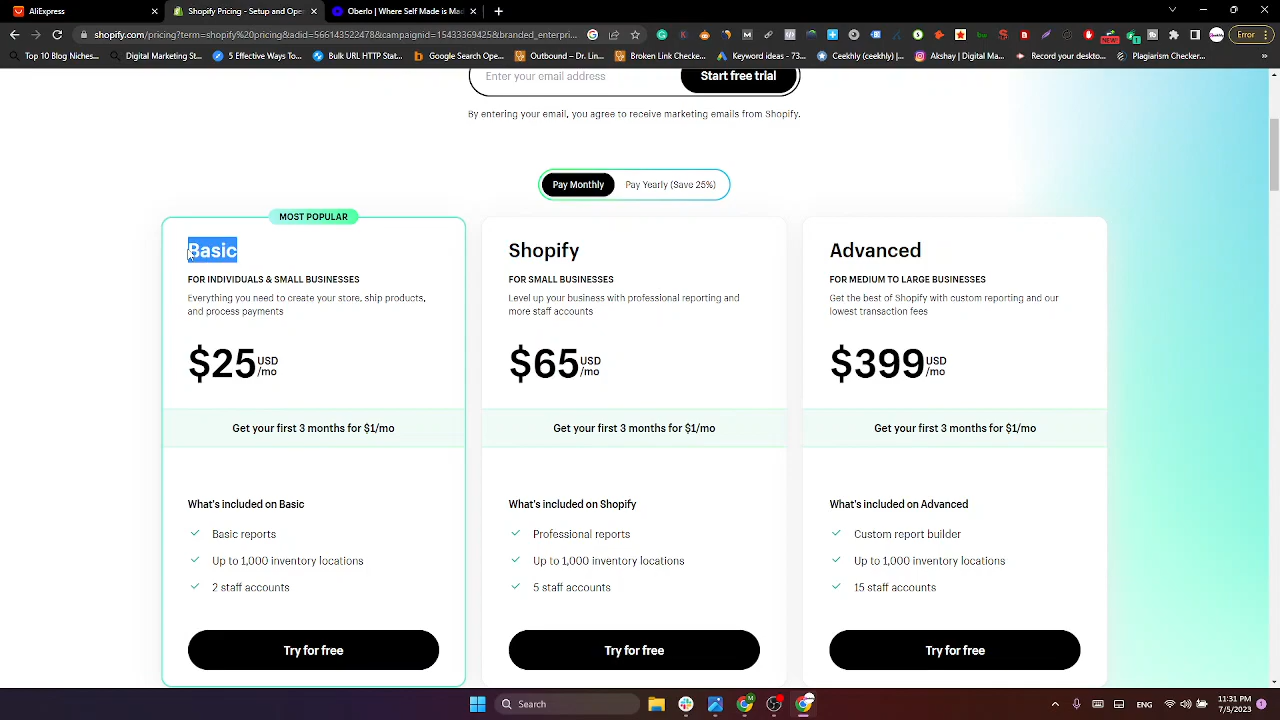 AliExpress
Shopify Pricing - Setup and Ope
Oberlo | Where Self Made is Mad
shopify.com/pricing?term=shopify%20pricing&adid=566143522478&campaignid=15433369425&branded_enterpri...
Error
Top 10 Blog Niches...
Digital Marketing St...
5 Effective Ways To...
Bulk URL HTTP Stat...
Google Search Ope...
Outbound – Dr. Lin...
Broken Link Checke...
Keyword ideas - 73...
Ceekhly (ceekhly) |...
Akshay | Digital Ma...
Record your deskto...
Plagiarism Checker...
»
Enter your email address
Start free trial
By entering your email, you agree to receive marketing emails from Shopify.
Pay Monthly
Pay Yearly (Save 25%)
MOST POPULAR
Basic
FOR INDIVIDUALS & SMALL BUSINESSES
Everything you need to create your store, ship products,
and process payments
$25 USD
/mo
Get your first 3 months for $1/mo
What's included on Basic
Basic reports
Up to 1,000 inventory locations
2 staff accounts
Try for free
Shopify
FOR SMALL BUSINESSES
Level up your business with professional reporting and
more staff accounts
$65 USD
/mo
Get your first 3 months for $1/mo
What's included on Shopify
Professional reports
Up to 1,000 inventory locations
5 staff accounts
Try for free
Advanced
FOR MEDIUM TO LARGE BUSINESSES
Get the best of Shopify with custom reporting and our
lowest transaction fees
$399 USD
/mo
Get your first 3 months for $1/mo
What's included on Advanced
Custom report builder
Up to 1,000 inventory locations
15 staff accounts
Try for free
Search
ENG
11:31 PM
7/5/2023